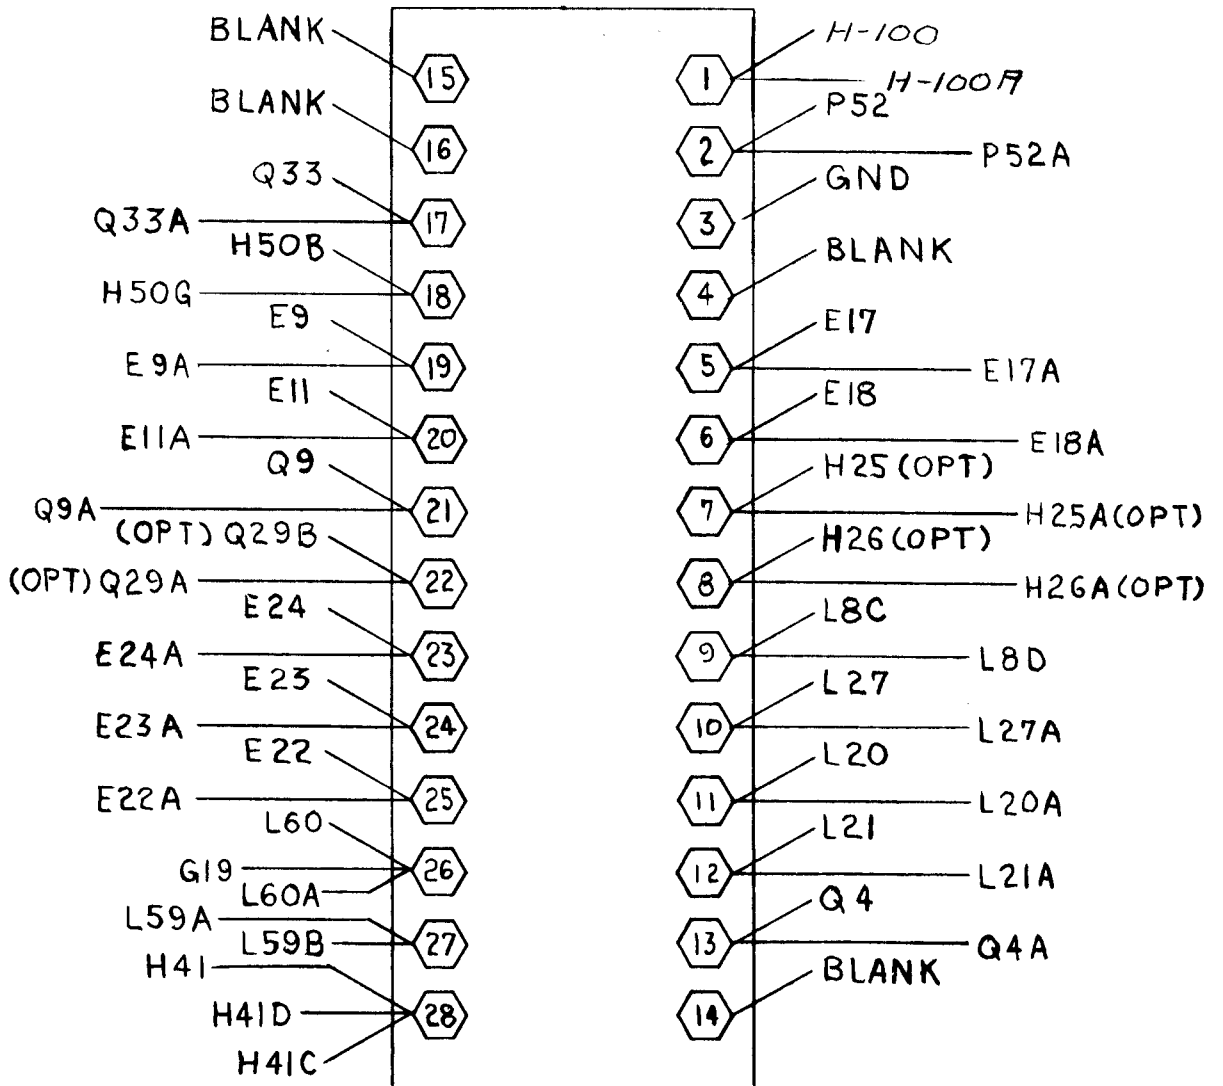 BLANK
15
BLANK
16
Q33
Q33A
17
H50B
H50G
18
E9
E9A
19
E11
E11A
20
Q9
Q9A
21
(OPT) Q29B
(OPT) Q29A
22
E24
E24A
23
E23
E23A
24
E22
E22A
25
L60
G19
L60A
26
L59A
L59B
27
H41
H41D
H41C
28
H-100
1
H-100A
P52
2
P52A
GND
3
BLANK
4
E17
5
E17A
E18
6
E18A
H25 (OPT)
7
H25A (OPT)
H26 (OPT)
8
H26A (OPT)
L8C
9
L8D
L27
10
L27A
L20
11
L20A
L21
12
L21A
Q4
13
Q4A
BLANK
14